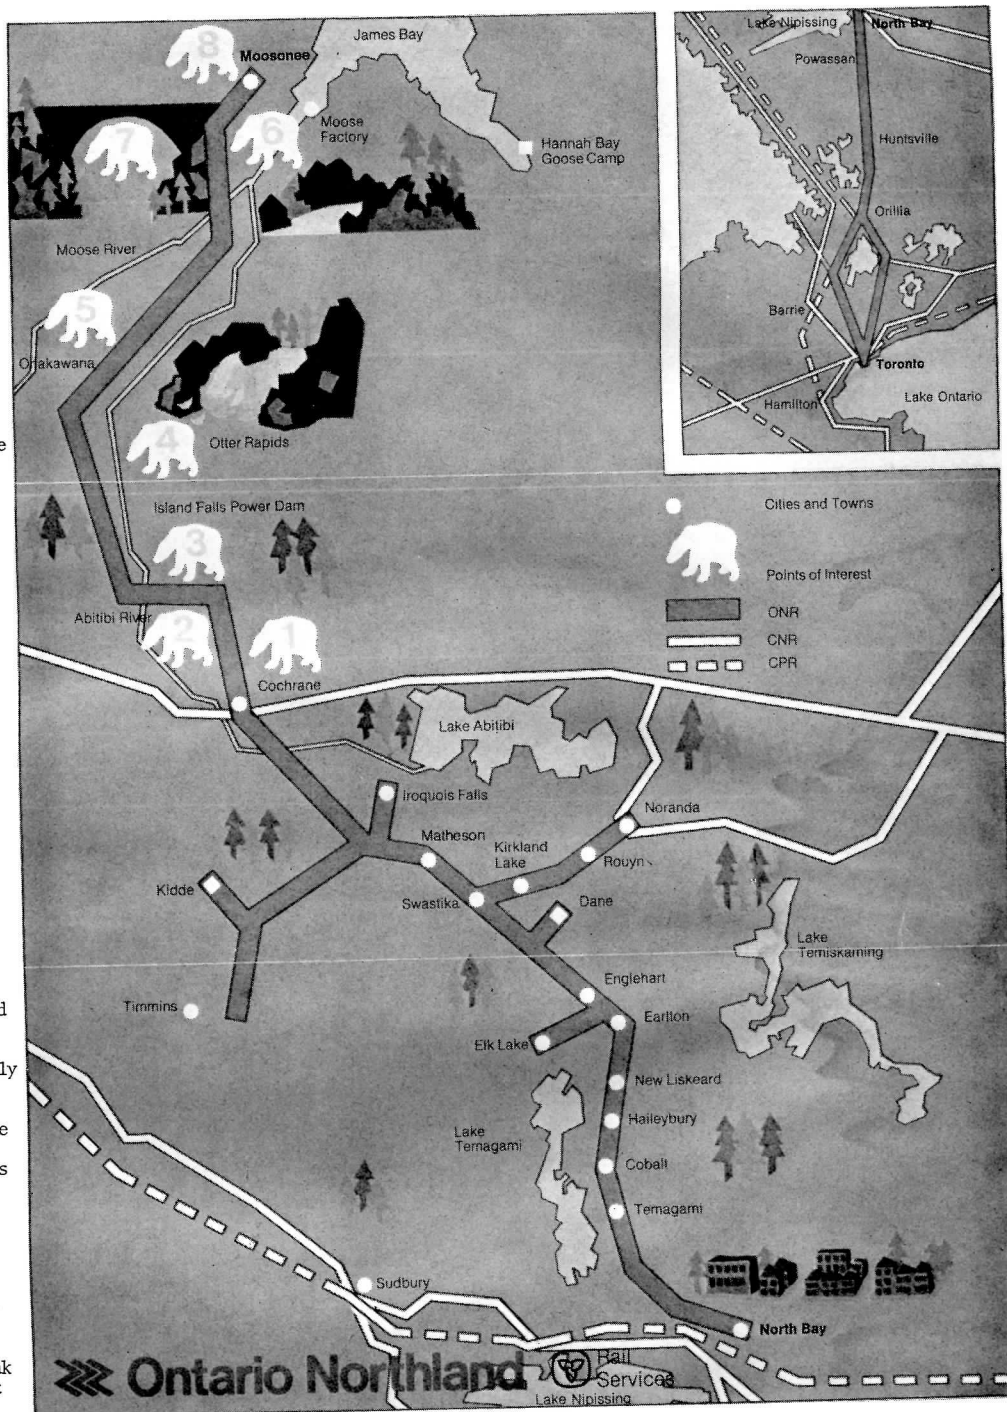 8
Moosonee
James Bay
7
6
Moose
Factory
Hannah Bay
Goose Camp
Moose River
5
Onakawana
Otter Rapids
4
Island Falls Power Dam
3
Abitibi River
2
1
Cochrane
Lake Abitibi
Iroquois Falls
Noranda
Matheson
Kirkland
Lake
Rouyn
Kidde
Swastika
Dane
Lake
Temiskaming
Englehart
Timmins
Earlton
Elk Lake
New Liskeard
Haileybury
Lake
Temagami
Cobalt
Temagami
Sudbury
North Bay
Ontario Northland
Rail
Services
Lake Nipissing
Lake Nipissing
North Bay
Powassan
Huntsville
Orillia
Barrie
Toronto
Hamilton
Lake Ontario
Cities and Towns
Points of Interest
ONR
CNR
CPR